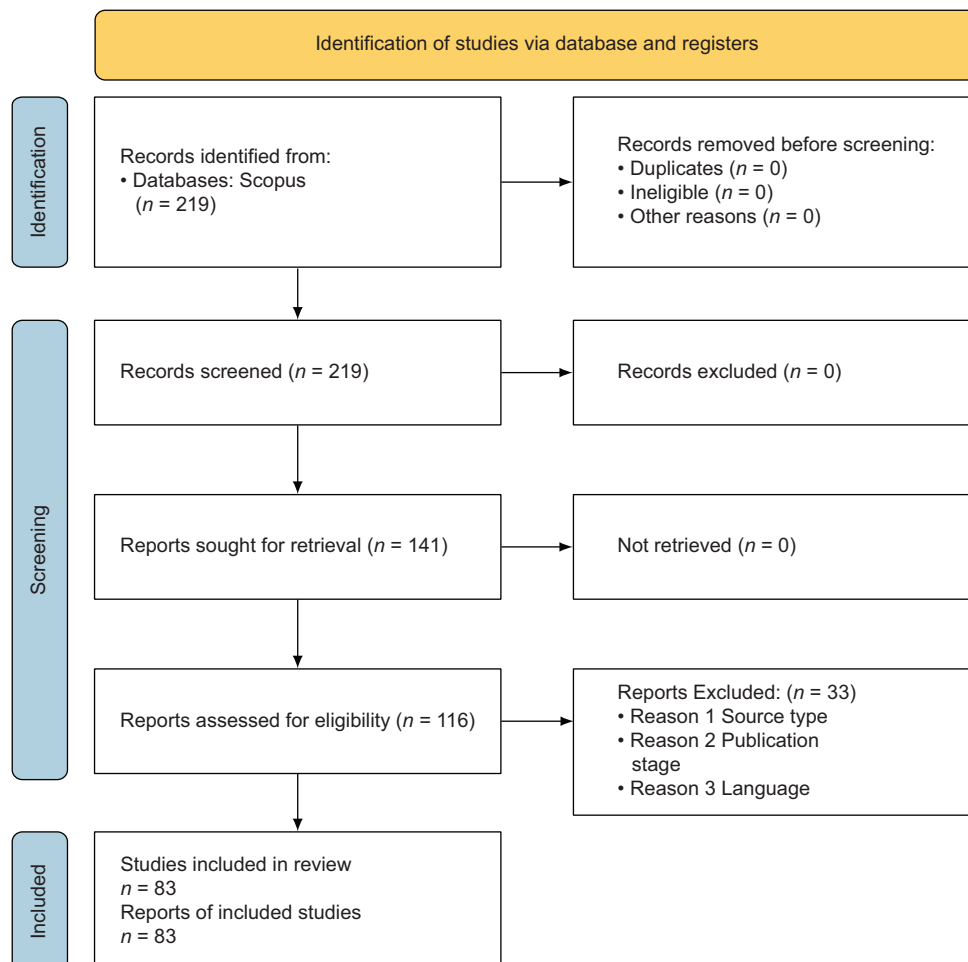 Identification of studies via database and registers
Identification
Records identified from:
• Databases: Scopus
(n = 219)
Records removed before screening:
• Duplicates (n = 0)
• Ineligible (n = 0)
• Other reasons (n = 0)
Screening
Records screened (n = 219)
Records excluded (n = 0)
Reports sought for retrieval (n = 141)
Not retrieved (n = 0)
Reports assessed for eligibility (n = 116)
Reports Excluded: (n = 33)
• Reason 1 Source type
• Reason 2 Publication
stage
• Reason 3 Language
Included
Studies included in review
n = 83
Reports of included studies
n = 83